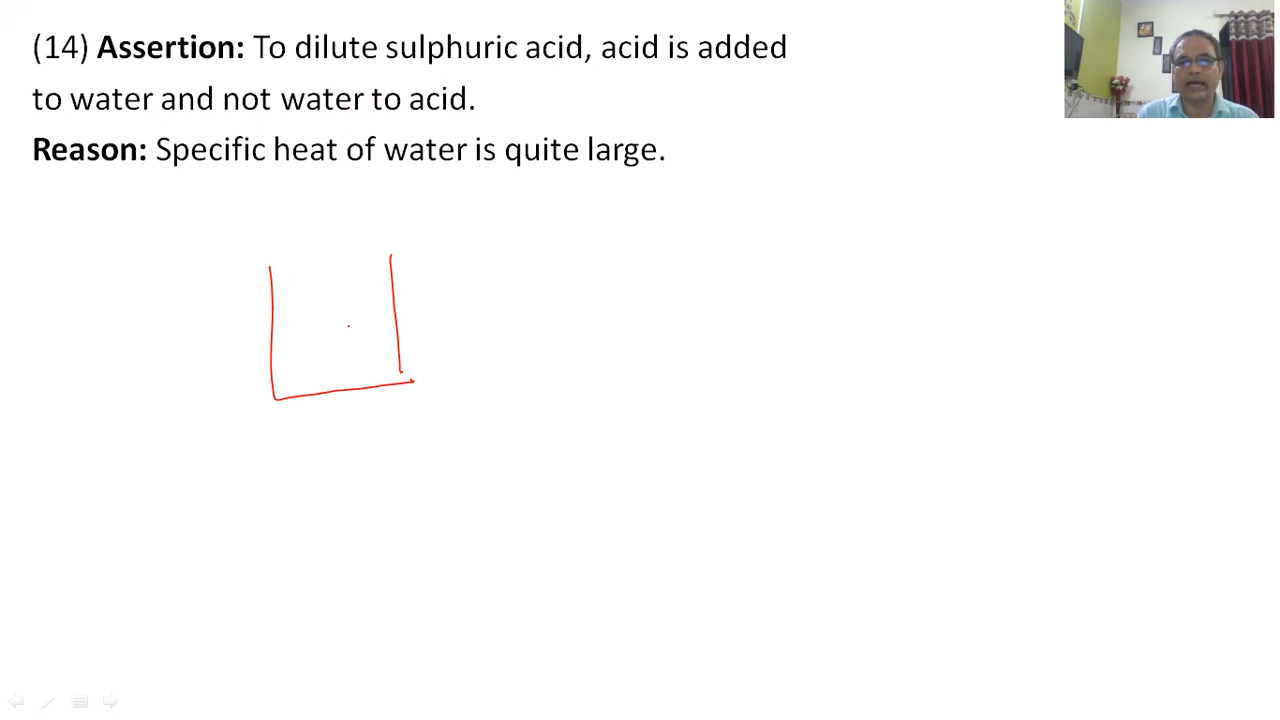 (14) Assertion: To dilute sulphuric acid, acid is added
to water and not water to acid.
Reason: Specific heat of water is quite large.